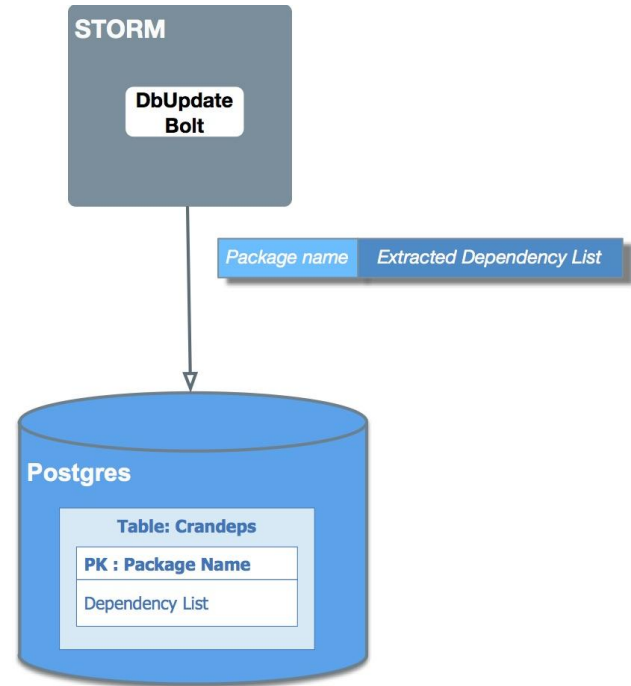 STORM
DbUpdate
Bolt
Package name Extracted Dependency List
Postgres
Table: Crandeps
PK : Package Name
Dependency List